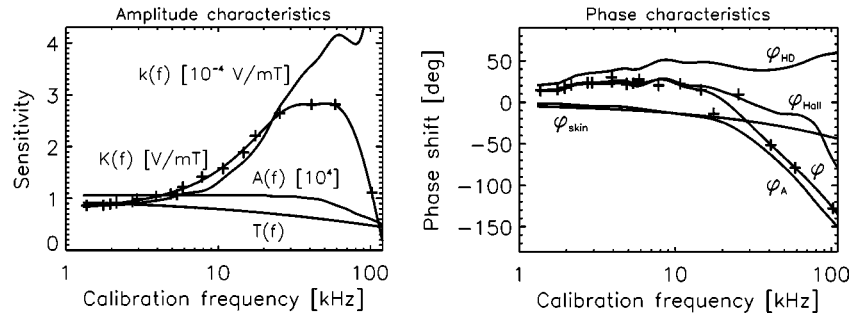 Amplitude characteristics
Sensitivity
4
3
2
1
0
k(f) [10⁻⁴ V/mT]
K(f) [V/mT]
A(f) [10⁴]
T(f)
1
10
100
Calibration frequency [kHz]
Phase characteristics
Phase shift [deg]
50
0
-50
-100
-150
φHD
φHall
φskin
φ
φA
1
10
100
Calibration frequency [kHz]